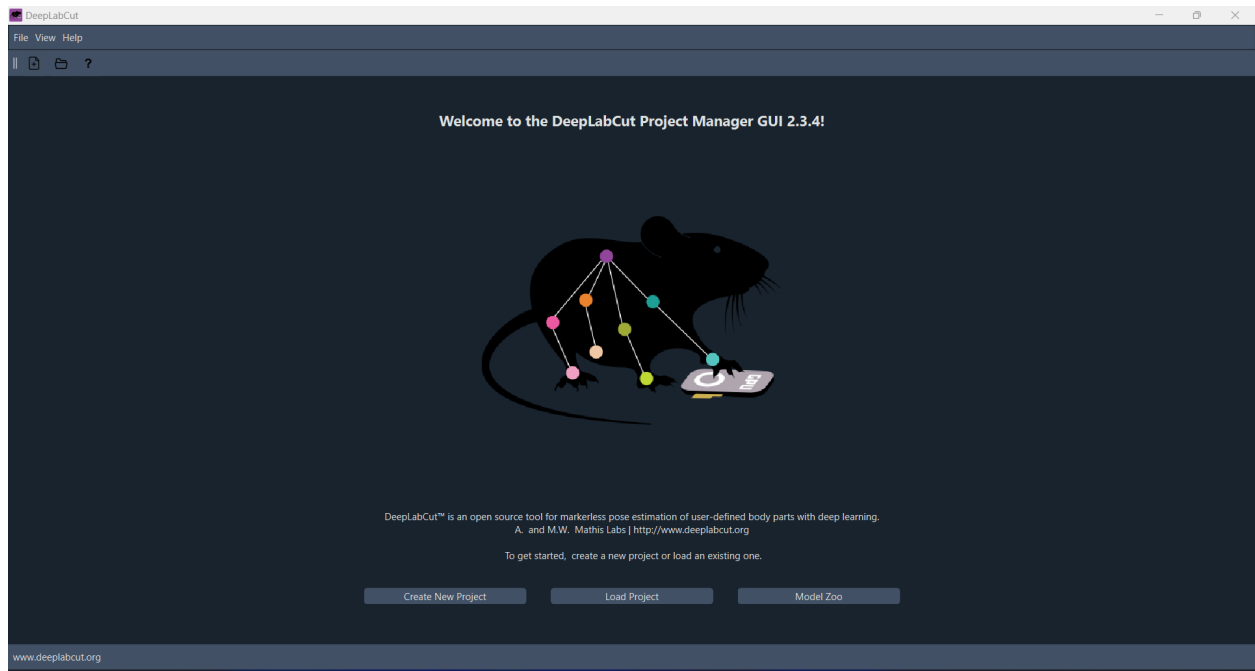 DeepLabCut
File View Help
?
Welcome to the DeepLabCut Project Manager GUI 2.3.4!
GPU
DeepLabCut™ is an open source tool for markerless pose estimation of user-defined body parts with deep learning.
A. and M.W. Mathis Labs | http://www.deeplabcut.org
To get started, create a new project or load an existing one.
Create New Project Load Project Model Zoo
www.deeplabcut.org